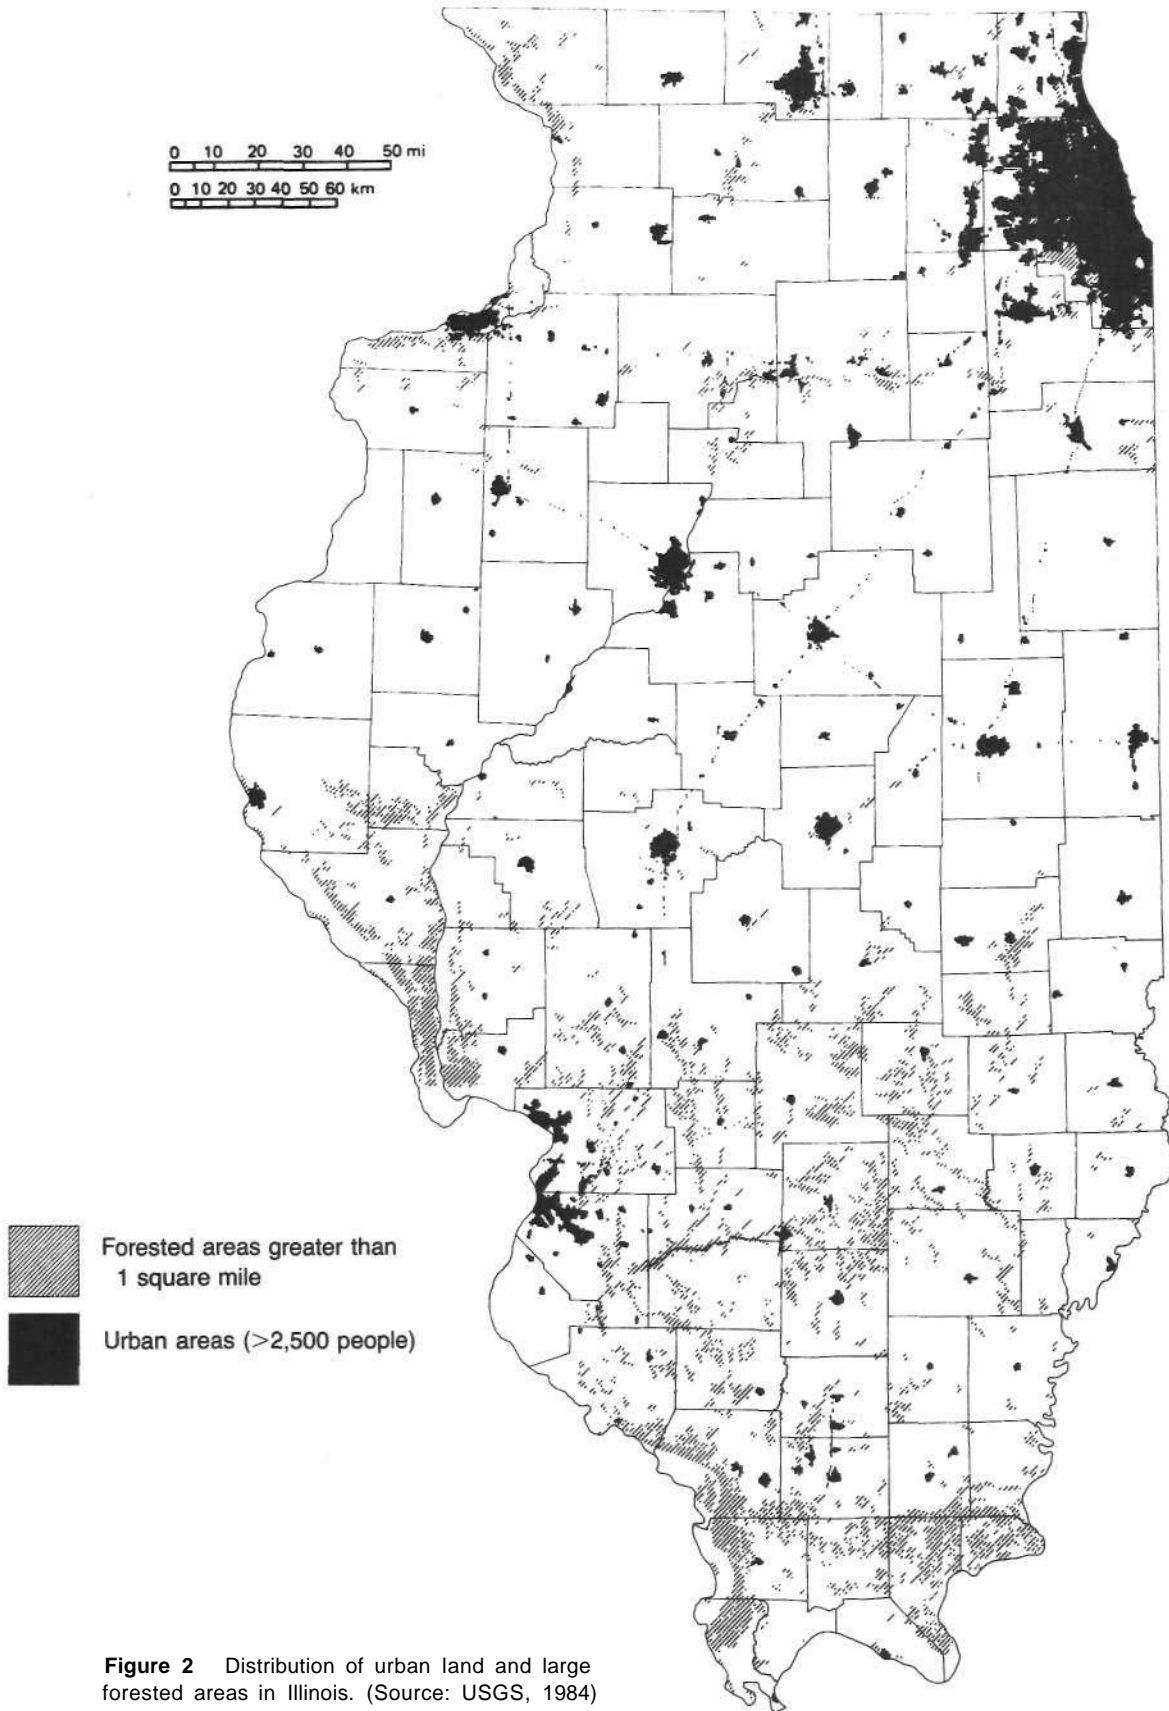 0 10 20 30 40 50 mi
0 10 20 30 40 50 60 km
Forested areas greater than
1 square mile
Urban areas (>2,500 people)
Figure 2 Distribution of urban land and large
forested areas in Illinois. (Source: USGS, 1984)